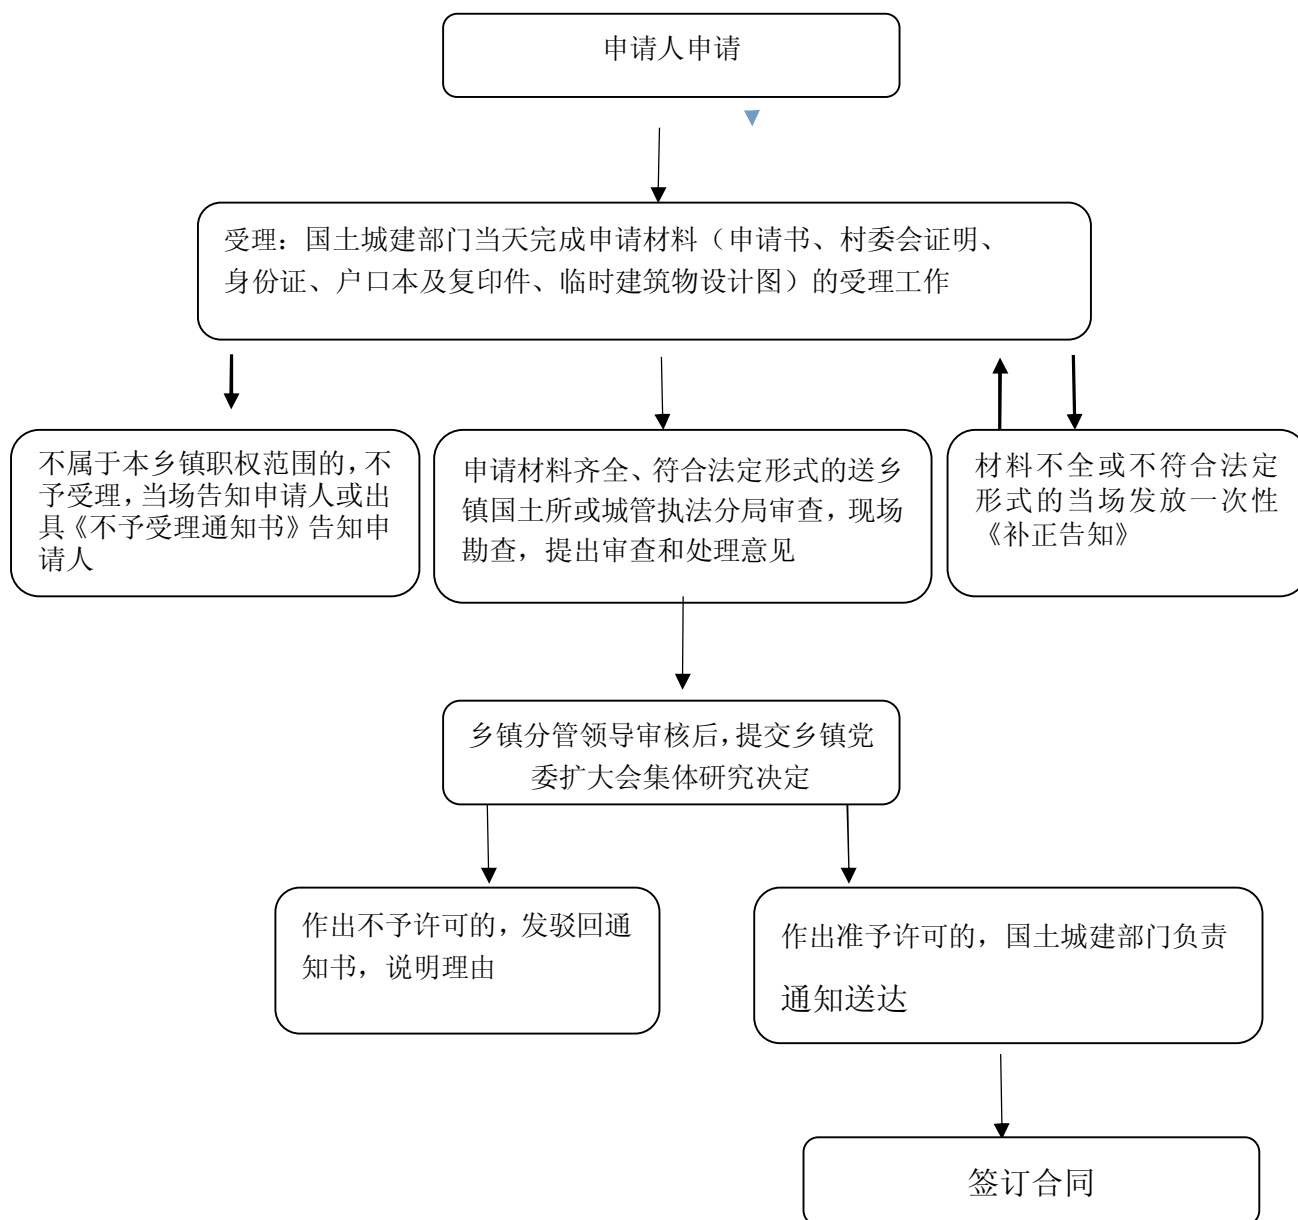 申请人申请
受理：国土城建部门当天完成申请材料（申请书、村委会证明、
身份证、户口本及复印件、临时建筑物设计图）的受理工作
不属于本乡镇职权范围的，不
予受理，当场告知申请人或出
具《不予受理通知书》告知申
请人
申请材料齐全、符合法定形式的送乡
镇国土所或城管执法分局审查，现场
勘查，提出审查和处理意见
材料不全或不符合法定
形式的当场发放一次性
《补正告知》
乡镇分管领导审核后，提交乡镇党
委扩大会集体研究决定
作出不予许可的，发驳回通
知书，说明理由
作出准予许可的，国土城建部门负责
通知送达
签订合同